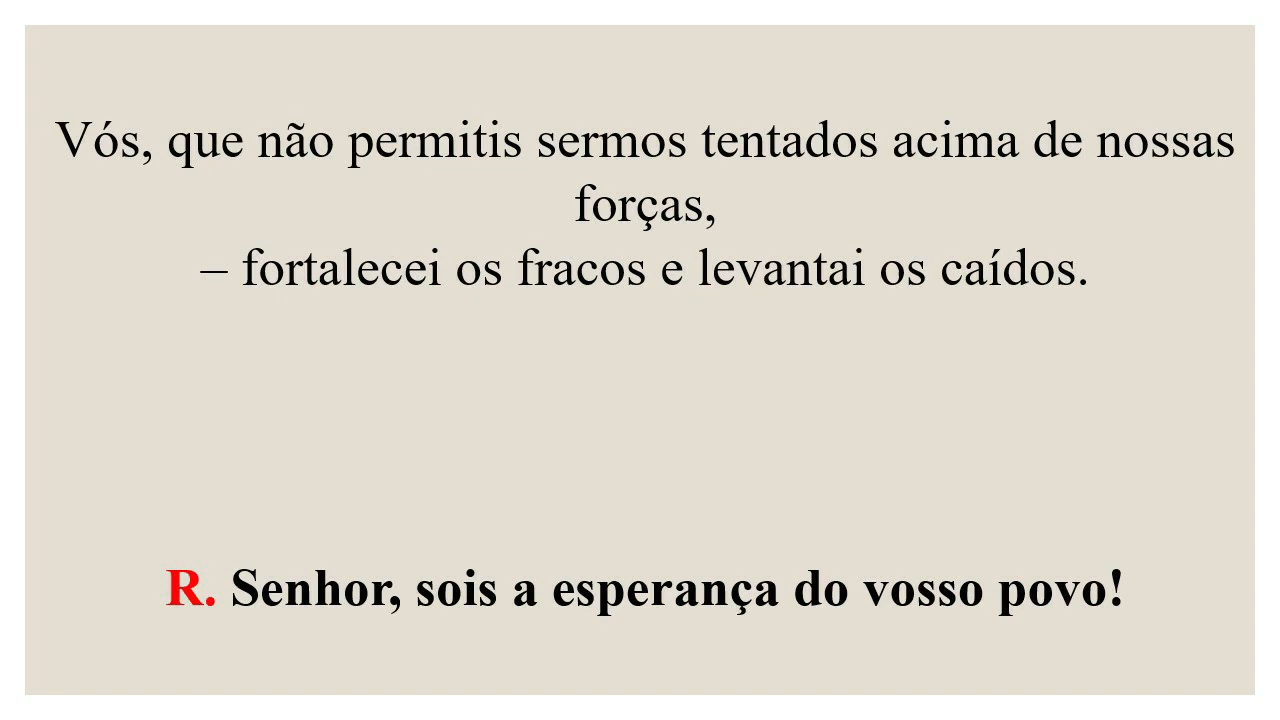 Vós, que não permitis sermos tentados acima de nossas
forças,
– fortalecei os fracos e levantai os caídos.
R. Senhor, sois a esperança do vosso povo!